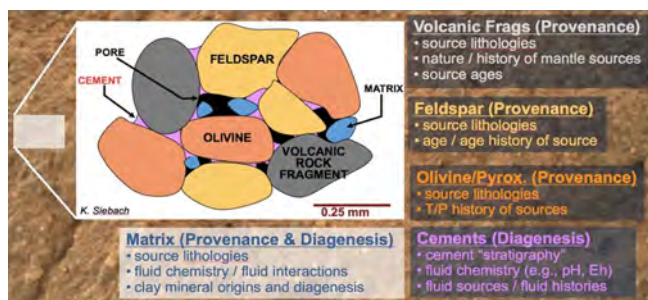 FELDSPAR
PORE
CEMENT
MATRIX
OLIVINE
VOLCANIC
ROCK
FRAGMENT
K. Siebach
0.25 mm
Volcanic Frags (Provenance)
• source lithologies
• nature / history of mantle sources
• source ages
Feldspar (Provenance)
• source lithologies
• age / age history of source
Olivine/Pyrox. (Provenance)
• source lithologies
• T/P history of sources
Matrix (Provenance & Diagenesis)
• source lithologies
• fluid chemistry / fluid interactions
• clay mineral origins and diagenesis
Cements (Diagenesis)
• cement "stratigraphy"
• fluid chemistry (e.g., pH, Eh)
• fluid sources / fluid histories